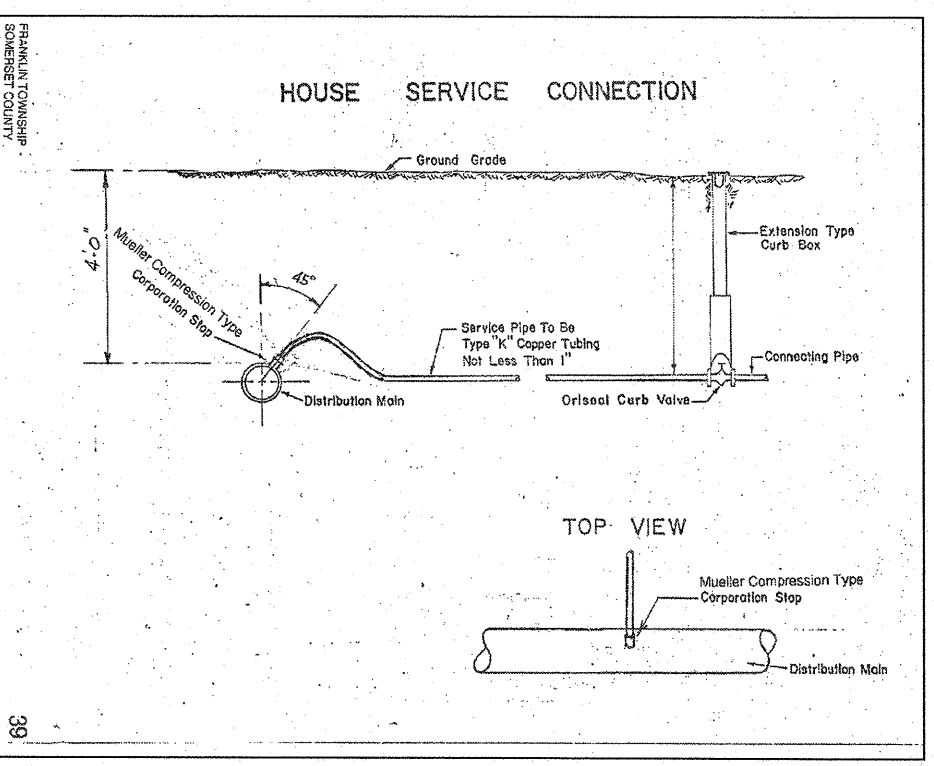 FRANKLIN TOWNSHIP
SOMERSET COUNTY
HOUSE SERVICE CONNECTION
Ground Grade
4'-0"
Mueller Compression Type
Corporation Stop
45°
Extension Type
Curb Box
Service Pipe To Be
Type "K" Copper Tubing
Not Less Than 1"
Connecting Pipe
Distribution Main
Oriseal Curb Valve
TOP VIEW
Mueller Compression Type
Corporation Stop
Distribution Main
39